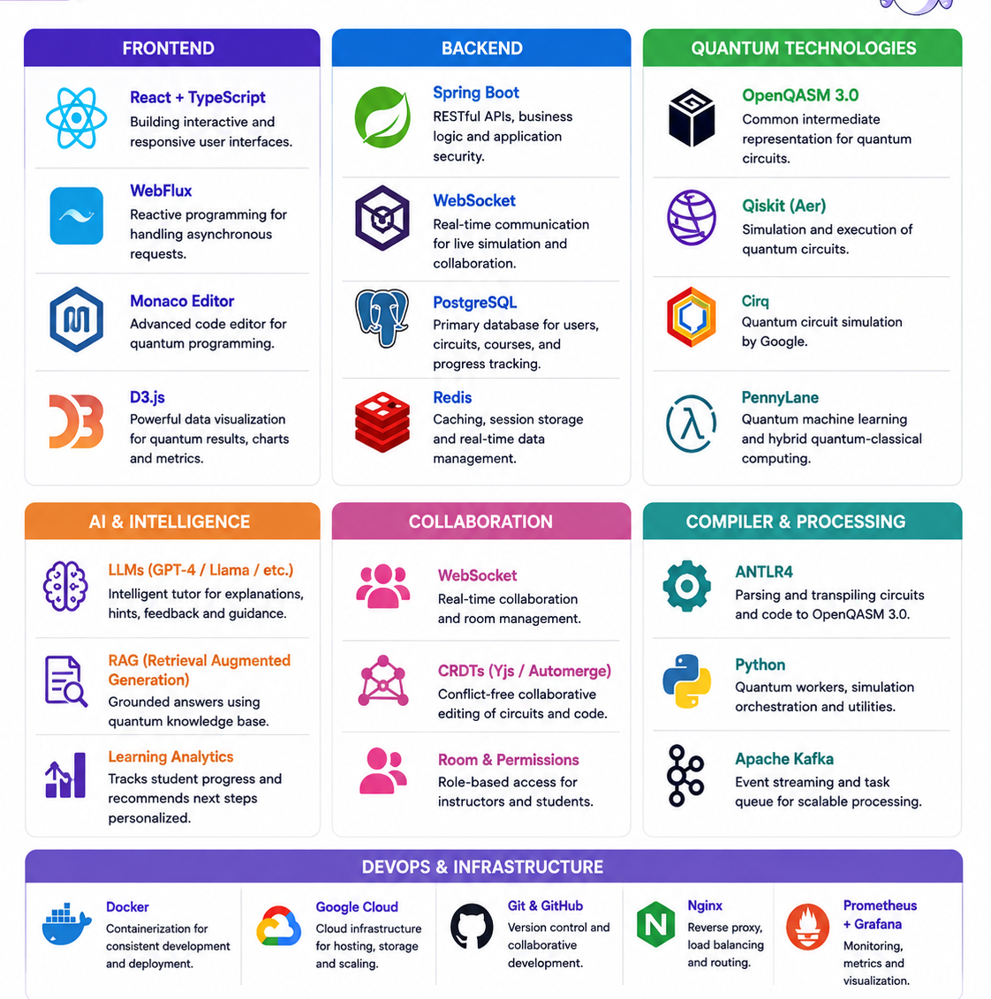 FRONTEND
React + TypeScript
Building interactive and
responsive user interfaces.
WebFlux
Reactive programming for
handling asynchronous
requests.
Monaco Editor
Advanced code editor for
quantum programming.
D3.js
Powerful data visualization
for quantum results, charts
and metrics.
BACKEND
Spring Boot
RESTful APIs, business
logic and application
security.
WebSocket
Real-time communication
for live simulation and
collaboration.
PostgreSQL
Primary database for users,
circuits, courses, and
progress tracking.
Redis
Caching, session storage
and real-time data
management.
QUANTUM TECHNOLOGIES
OpenQASM 3.0
Common intermediate
representation for quantum
circuits.
Qiskit (Aer)
Simulation and execution of
quantum circuits.
Cirq
Quantum circuit simulation
by Google.
PennyLane
Quantum machine learning
and hybrid quantum-classical
computing.
AI & INTELLIGENCE
LLMs (GPT-4 / Llama / etc.)
Intelligent tutor for explanations,
hints, feedback and guidance.
RAG (Retrieval Augmented
Generation)
Grounded answers using
quantum knowledge base.
Learning Analytics
Tracks student progress and
recommends next steps
personalized.
COLLABORATION
WebSocket
Real-time collaboration
and room management.
CRDTs (Yjs / Automerge)
Conflict-free collaborative
editing of circuits and code.
Room & Permissions
Role-based access for
instructors and students.
COMPILER & PROCESSING
ANTLR4
Parsing and transpiling circuits
and code to OpenQASM 3.0.
Python
Quantum workers, simulation
orchestration and utilities.
Apache Kafka
Event streaming and task
queue for scalable processing.
DEVOPS & INFRASTRUCTURE
Docker
Containerization for
consistent development
and deployment.
Google Cloud
Cloud infrastructure
for hosting, storage
and scaling.
Git & GitHub
Version control and
collaborative
development.
Nginx
Reverse proxy,
load balancing
and routing.
Prometheus
+ Grafana
Monitoring,
metrics and
visualization.